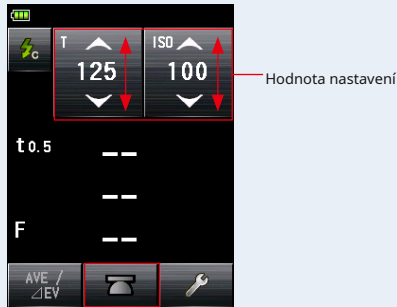 C
T ISO
125 100
Hodnota nastavení
t0.5 --
--
F --
AVE /
⊿EV